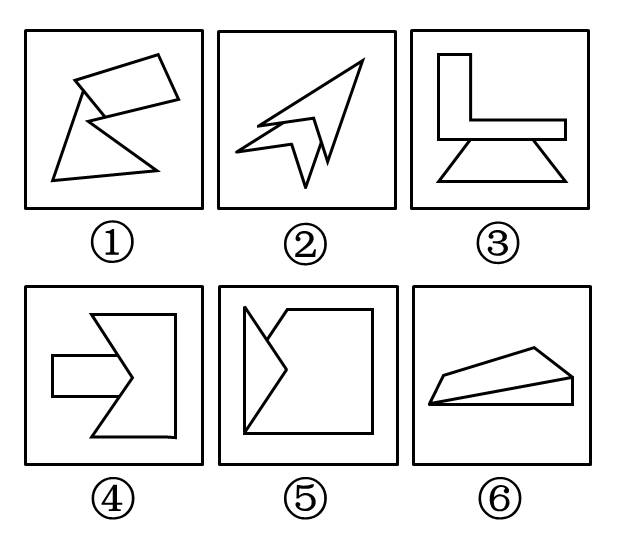 ① ② ③
④ ⑤ ⑥